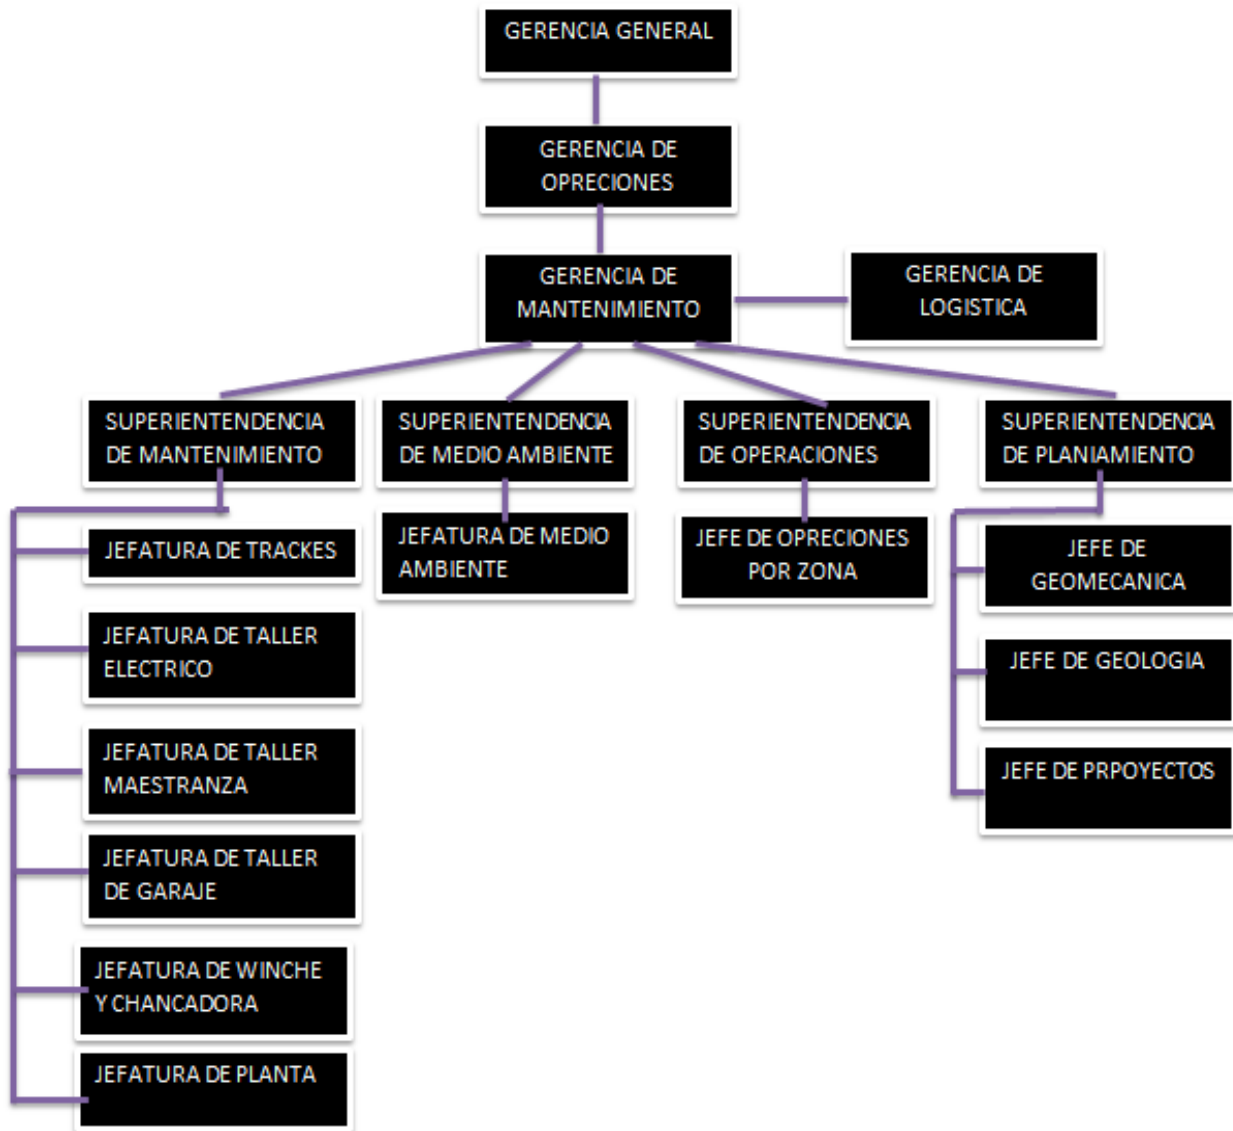 GERENCIA GENERAL
GERENCIA DE
OPRECIONES
GERENCIA DE
MANTENIMIENTO
GERENCIA DE
LOGISTICA
SUPERIENTENDENCIA
DE MANTENIMIENTO
SUPERIENTENDENCIA
DE MEDIO AMBIENTE
SUPERIENTENDENCIA
DE OPERACIONES
SUPERIENTENDENCIA
DE PLANIAMIENTO
JEFATURA DE TRACKES
JEFATURA DE TALLER
ELECTRICO
JEFATURA DE TALLER
MAESTRANZA
JEFATURA DE TALLER
DE GARAJE
JEFATURA DE WINCHE
Y CHANCADORA
JEFATURA DE PLANTA
JEFATURA DE MEDIO
AMBIENTE
JEFE DE OPRECIONES
POR ZONA
JEFE DE
GEOMECANICA
JEFE DE GEOLOGIA
JEFE DE PRPOYECTOS